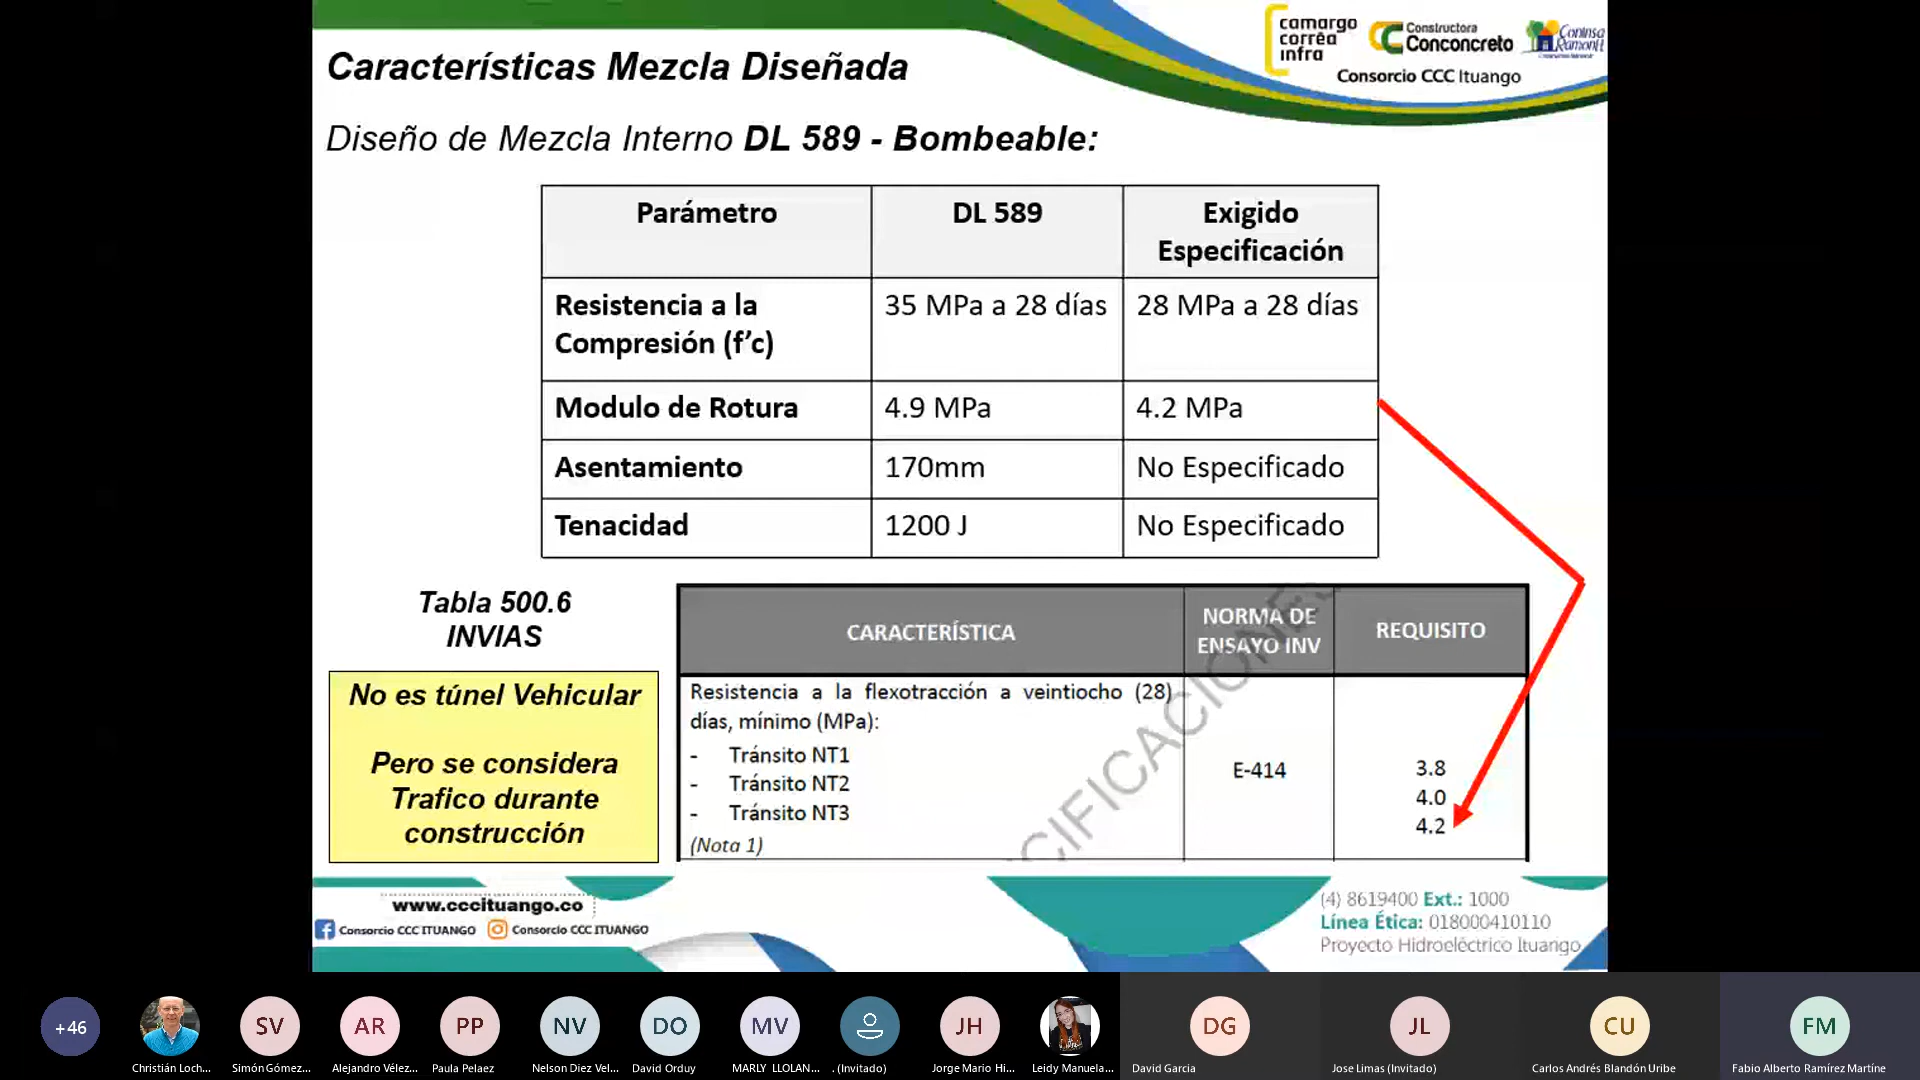 camargo
corrêa
infra
Constructora
Conconcreto
Coninsa
Ramon H
Consorcio CCC Ituango
Características Mezcla Diseñada
Diseño de Mezcla Interno DL 589 - Bombeable:
Parámetro DL 589 Exigido Especificación
Resistencia a la Compresión (f’c) 35 MPa a 28 días 28 MPa a 28 días
Modulo de Rotura 4.9 MPa 4.2 MPa
Asentamiento 170mm No Especificado
Tenacidad 1200 J No Especificado
Tabla 500.6
INVIAS
No es túnel Vehicular
Pero se considera
Trafico durante
construcción
CARACTERÍSTICA NORMA DE ENSAYO INV REQUISITO
Resistencia a la flexotracción a veintiocho (28)
días, mínimo (MPa):
- Tránsito NT1 3.8
- Tránsito NT2 E-414 4.0
- Tránsito NT3 4.2
(Nota 1)
www.cccituango.co
Consorcio CCC ITUANGO Consorcio CCC ITUANGO
(4) 8619400 Ext.: 1000
Línea Ética: 018000410110
Proyecto Hidroeléctrico Ituango
+46 SV AR PP NV DO MV JH DG JL CU FM
Christián Loch... Simón Gómez... Alejandro Vélez... Paula Pelaez Nelson Diez Vel... David Orduy MARLY LLOLAN... . (Invitado) Jorge Mario Hi... Leidy Manuela... David Garcia Jose Limas (Invitado) Carlos Andrés Blandón Uribe Fabio Alberto Ramírez Martíne